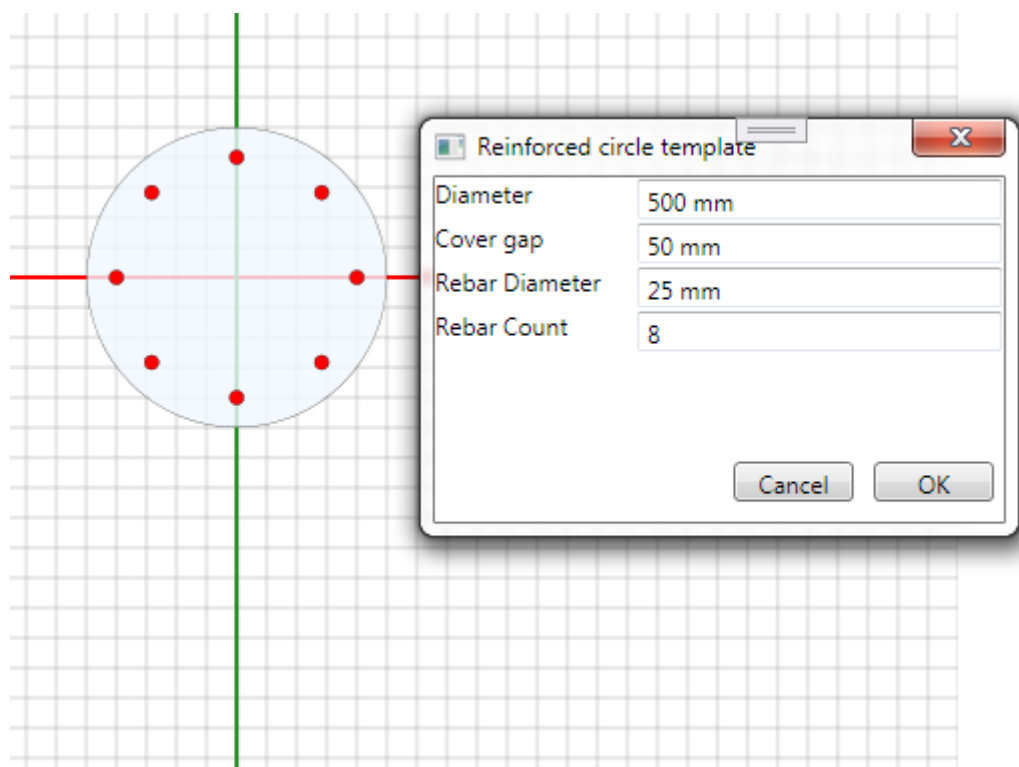 Reinforced circle template
Diameter 500 mm
Cover gap 50 mm
Rebar Diameter 25 mm
Rebar Count 8
Cancel OK